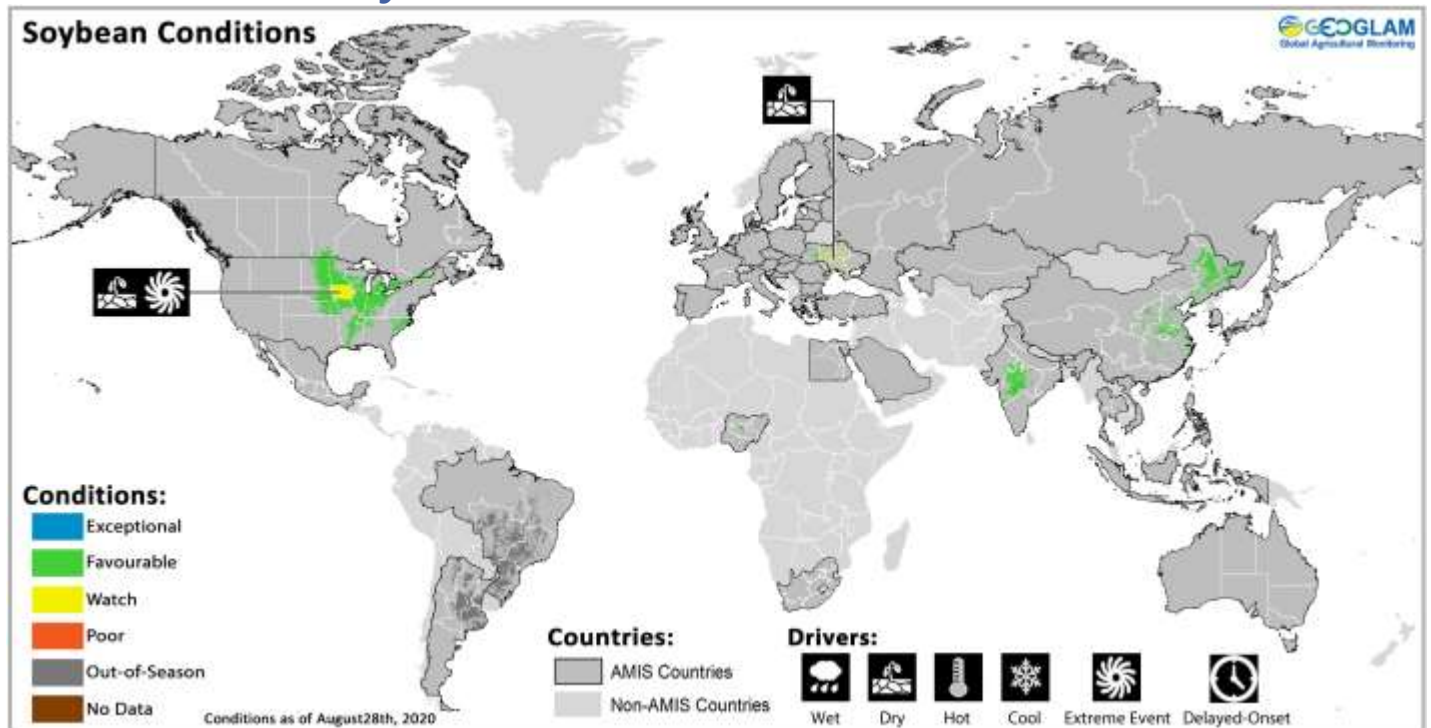 Soybean Conditions
GEOGLAM
Global Agricultural Monitoring
Conditions:
Exceptional
Favourable
Watch
Poor
Out-of-Season
No Data
Conditions as of August28th, 2020
Countries:
AMIS Countries
Non-AMIS Countries
Drivers:
Wet
Dry
Hot
Cool
Extreme Event
Delayed-Onset